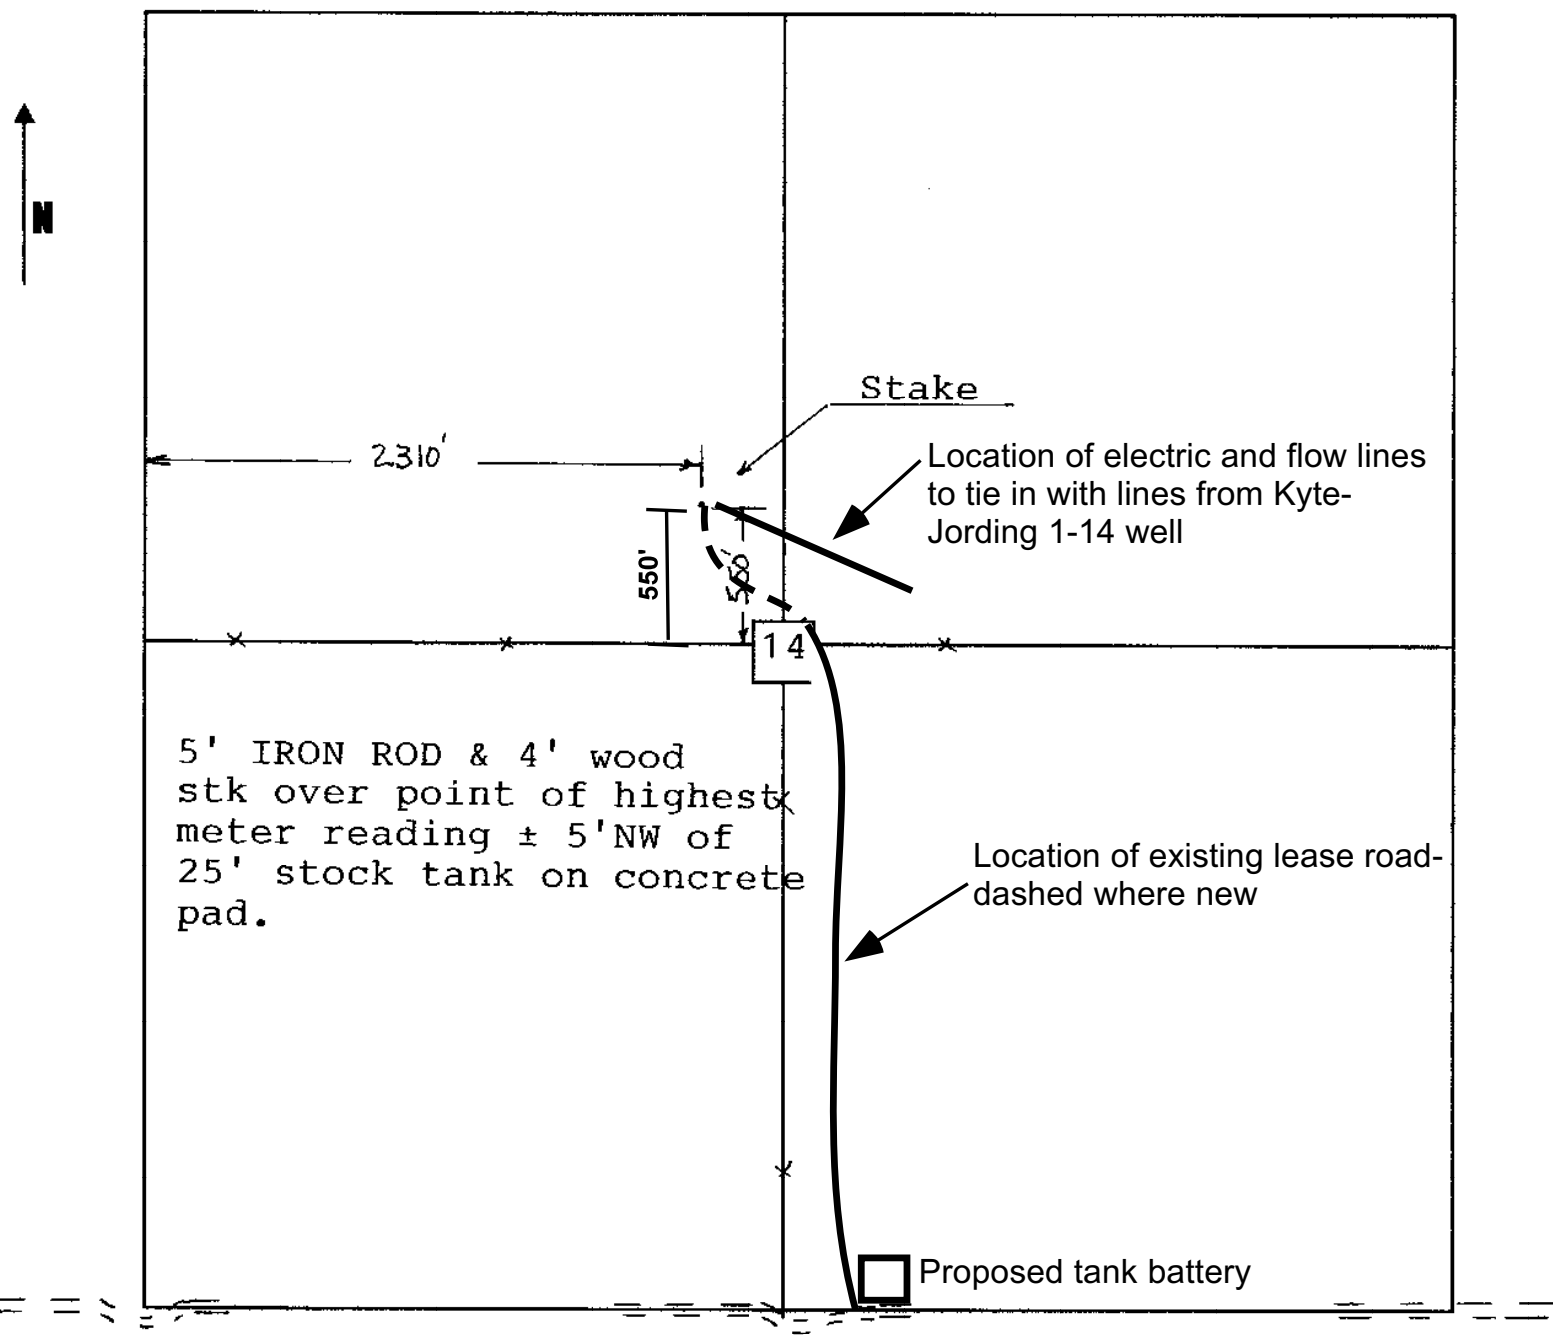 N
Stake
2310'
Location of electric and flow lines
to tie in with lines from Kyte-
Jording 1-14 well
550'
550'
14
5' IRON ROD & 4' wood
stk over point of highest
meter reading ± 5'NW of
25' stock tank on concrete
pad.
Location of existing lease road-
dashed where new
Proposed tank battery